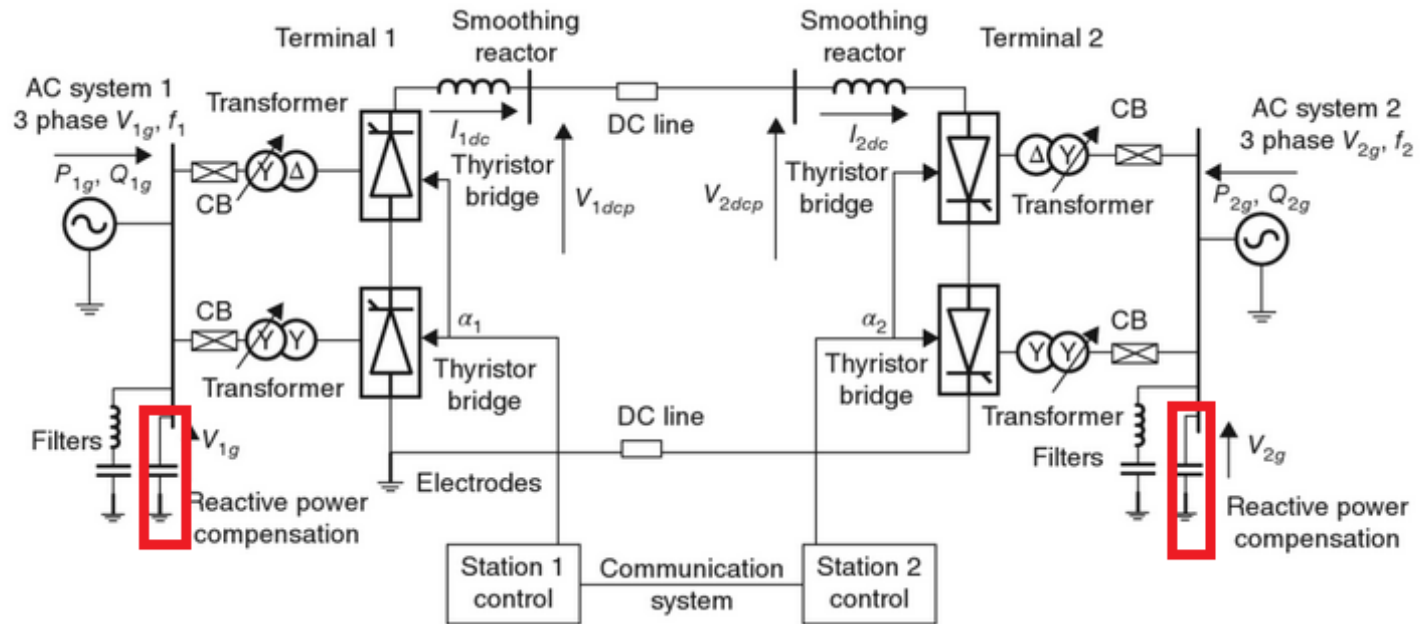 Terminal 1
Smoothing
reactor
Smoothing
reactor
Terminal 2
AC system 1
3 phase V1g, f1
Transformer
I1dc
DC line
I2dc
CB
AC system 2
3 phase V2g, f2
P1g, Q1g
Y Δ
CB
Thyristor
bridge
V1dcp
V2dcp
Thyristor
bridge
Δ Y
Transformer
P2g, Q2g
CB
Y Y
Transformer
α1
Thyristor
bridge
α2
Thyristor
bridge
Y Y
CB
Transformer
DC line
Filters
V1g
Electrodes
Filters
V2g
Reactive power
compensation
Reactive power
compensation
Station 1
control
Communication
system
Station 2
control